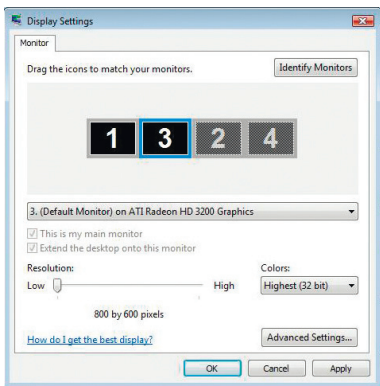 Display Settings
Monitor
Drag the icons to match your monitors.
Identify Monitors
1 3 2 4
3. (Default Monitor) on ATI Radeon HD 3200 Graphics
This is my main monitor
Extend the desktop onto this monitor
Resolution:
Colors:
Low High
Highest (32 bit)
800 by 600 pixels
How do I get the best display?
Advanced Settings...
OK Cancel Apply